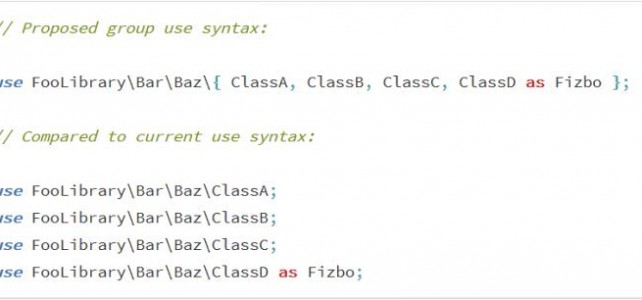 // Proposed group use syntax:
use FooLibrary\Bar\Baz\{ ClassA, ClassB, ClassC, ClassD as Fizbo };
// Compared to current use syntax:
use FooLibrary\Bar\Baz\ClassA;
use FooLibrary\Bar\Baz\ClassB;
use FooLibrary\Bar\Baz\ClassC;
use FooLibrary\Bar\Baz\ClassD as Fizbo;